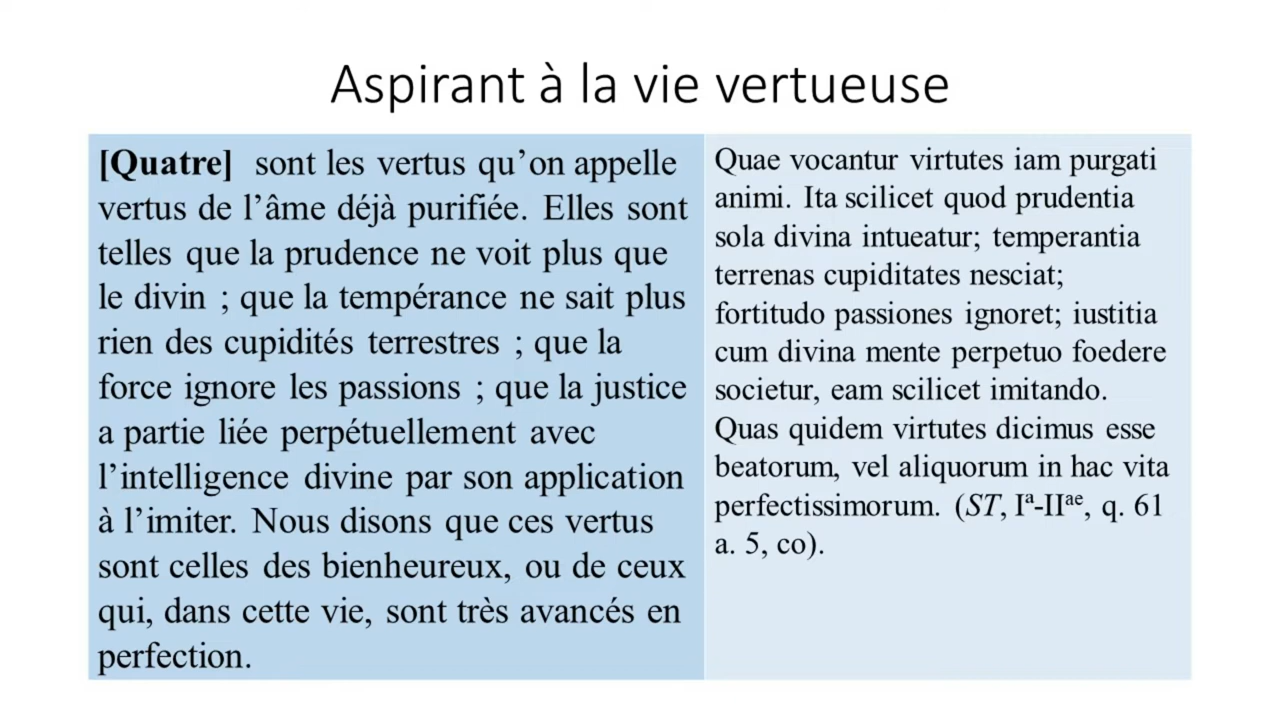 Aspirant à la vie vertueuse
[Quatre] sont les vertus qu’on appelle
vertus de l’âme déjà purifiée. Elles sont
telles que la prudence ne voit plus que
le divin ; que la tempérance ne sait plus
rien des cupidités terrestres ; que la
force ignore les passions ; que la justice
a partie liée perpétuellement avec
l’intelligence divine par son application
à l’imiter. Nous disons que ces vertus
sont celles des bienheureux, ou de ceux
qui, dans cette vie, sont très avancés en
perfection.
Quae vocantur virtutes iam purgati
animi. Ita scilicet quod prudentia
sola divina intueatur; temperantia
terrenas cupiditates nesciat;
fortitudo passiones ignoret; iustitia
cum divina mente perpetuo foedere
societur, eam scilicet imitando.
Quas quidem virtutes dicimus esse
beatorum, vel aliquorum in hac vita
perfectissimorum. (ST, Iª-IIᵃᵉ, q. 61
a. 5, co).